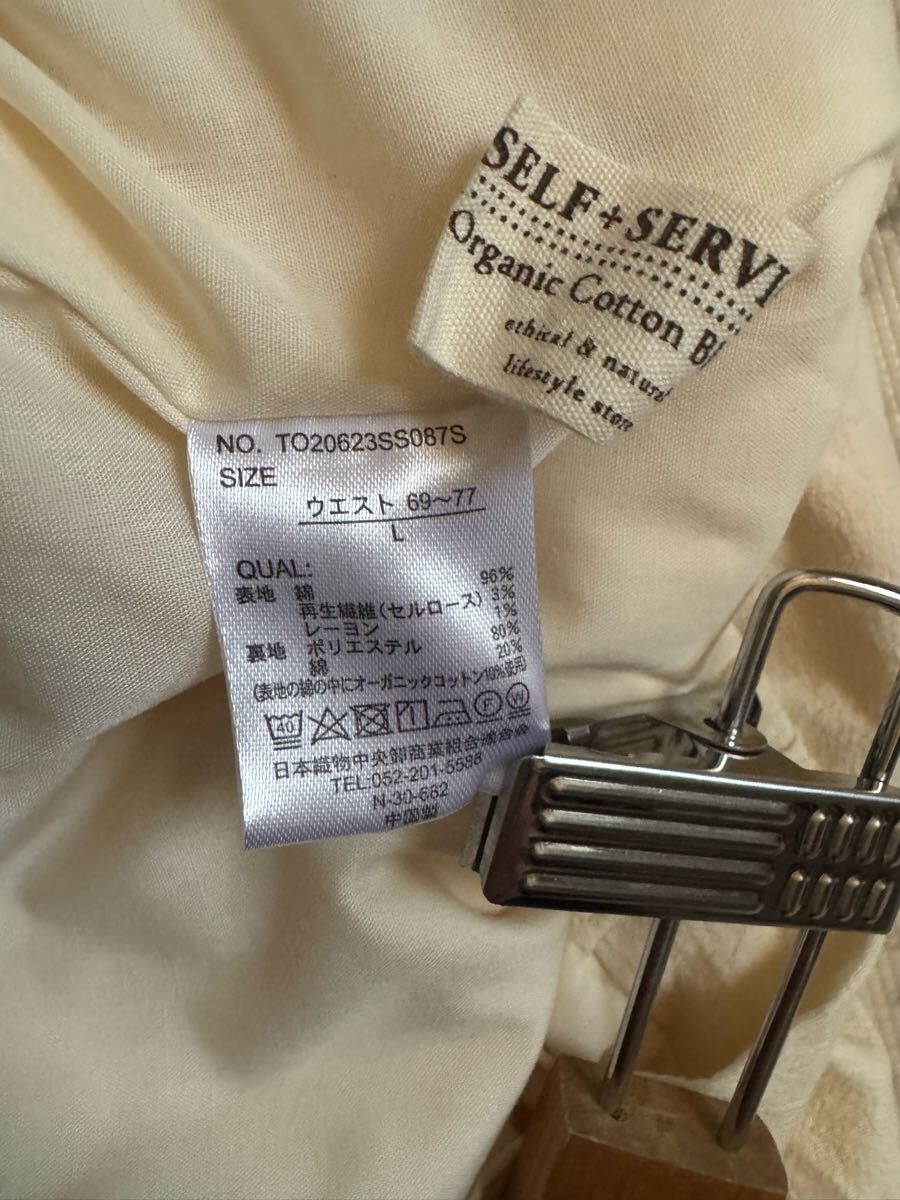 SELF+SERVI
Organic Cotton
ethical & natural
lifestyle store
NO. TO20623SS087S
SIZE
ウエスト 69〜77
L
QUAL:
表地 綿 96%
再生繊維(セルロース) 3%
レーヨン 1%
裏地 ポリエステル 80%
綿 20%
(表地の綿の中にオーガニックコットン10%使用)
40 F W
日本織物中央卸商業組合連合会
TEL.052-201-5586
N-30-682
中国製